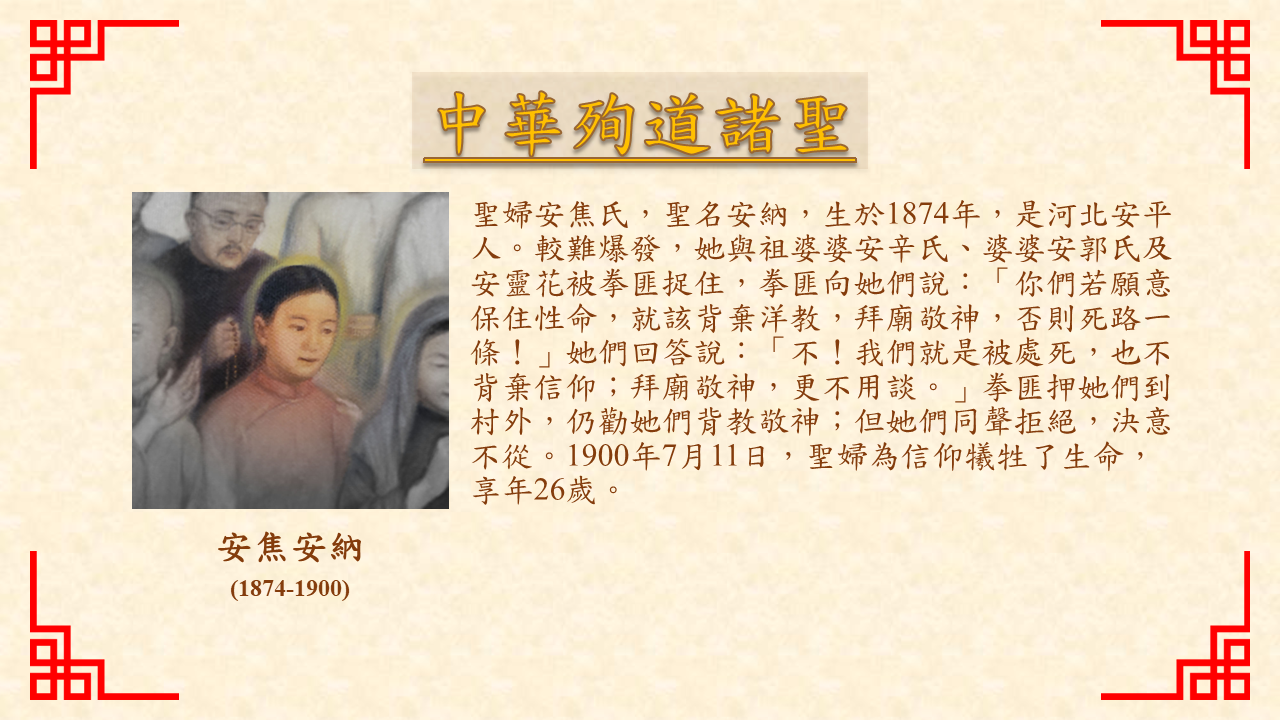 中華殉道諸聖
聖婦安焦氏，聖名安納，生於1874年，是河北安平
人。較難爆發，她與祖婆婆安辛氏、婆婆安郭氏及
安靈花被拳匪捉住，拳匪向她們說：「你們若願意
保住性命，就該背棄洋教，拜廟敬神，否則死路一
條！」她們回答說：「不！我們就是被處死，也不
背棄信仰；拜廟敬神，更不用談。」拳匪押她們到
村外，仍勸她們背教敬神；但她們同聲拒絕，決意
不從。1900年7月11日，聖婦為信仰犧牲了生命，
享年26歲。
安焦安納
(1874-1900)